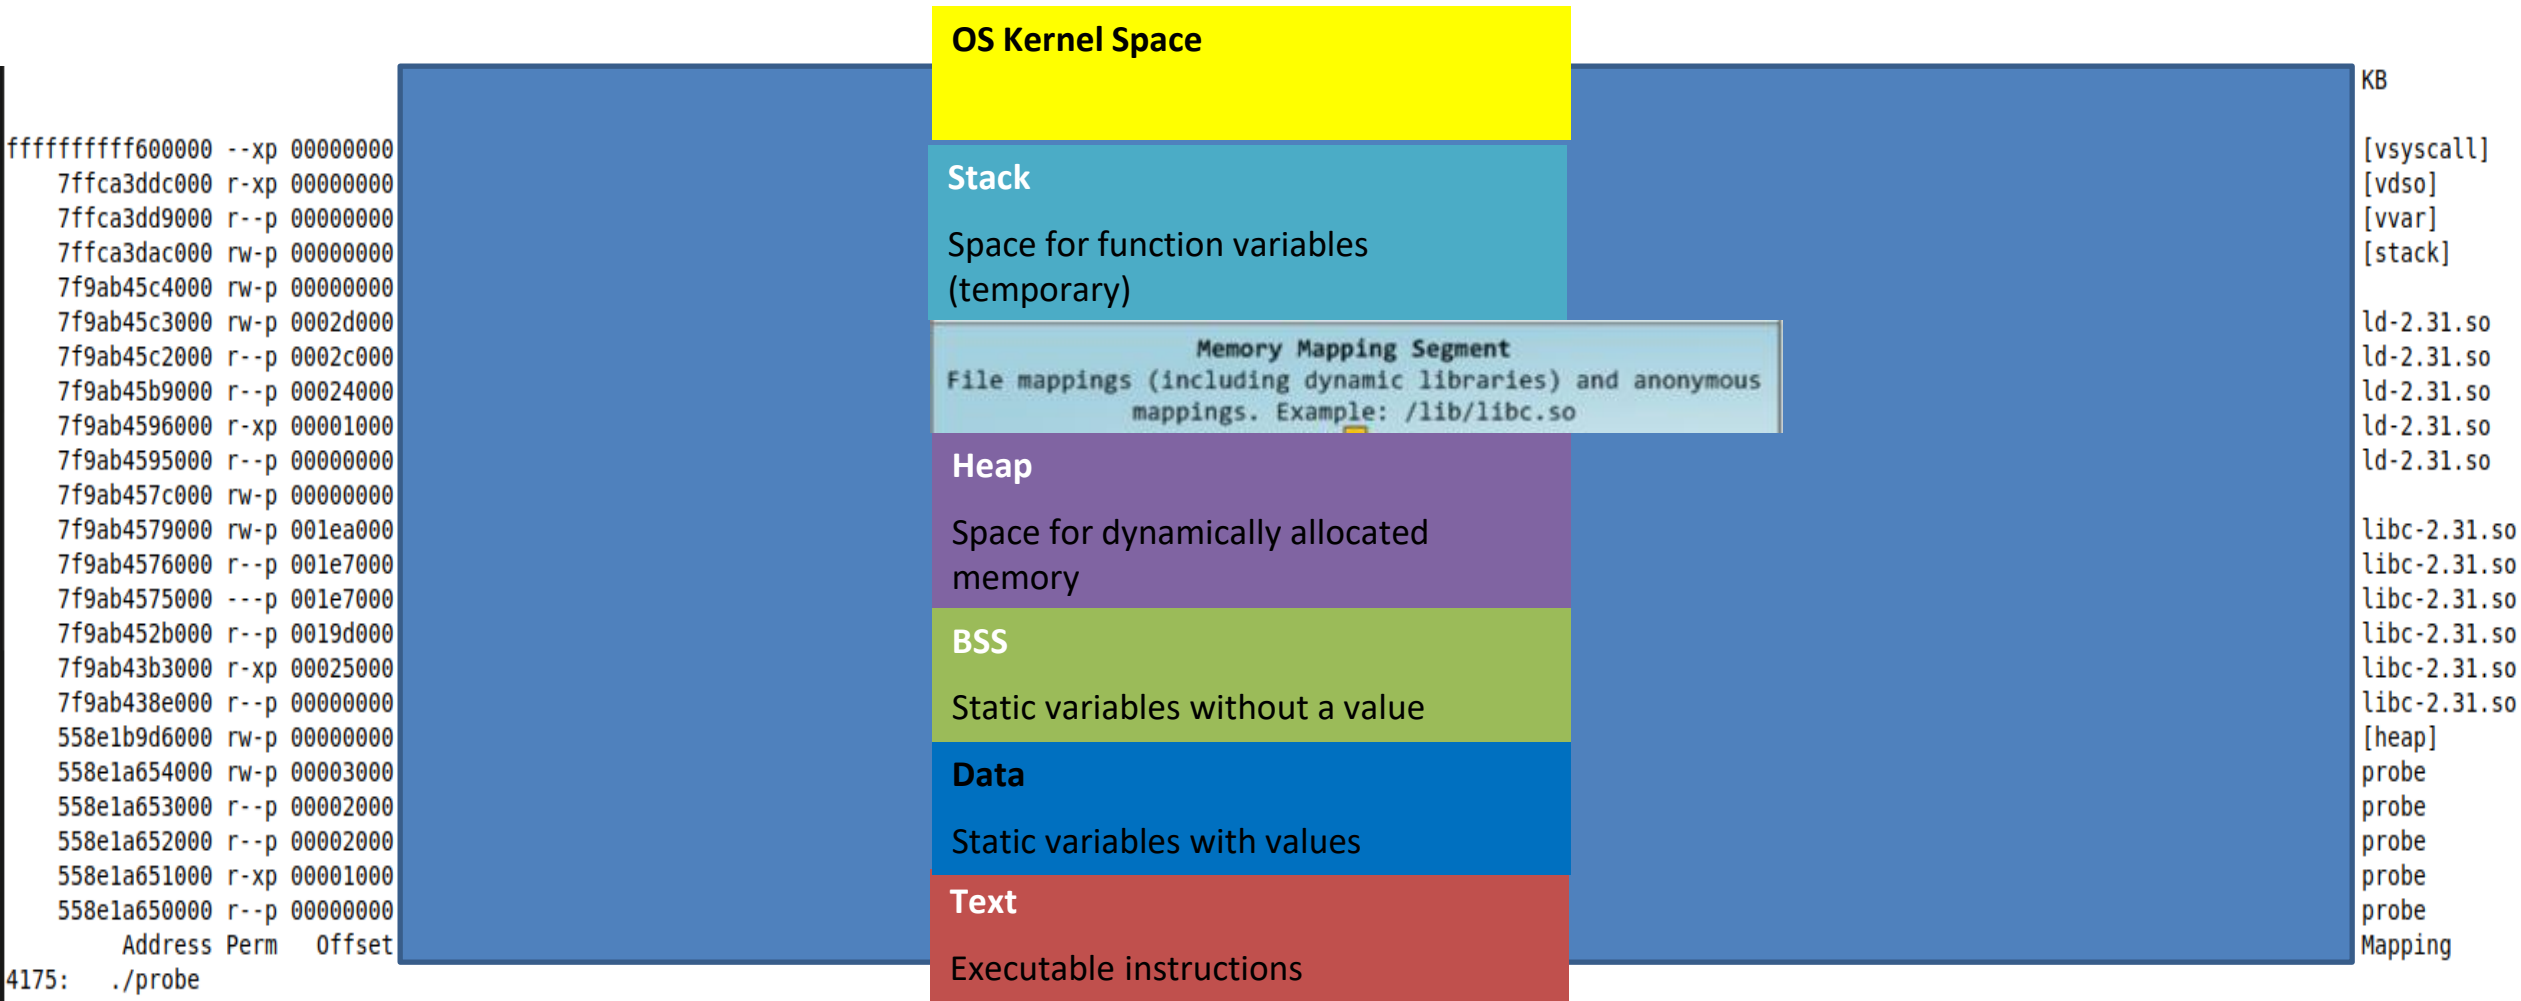 OS Kernel Space
KB
ffffffffff600000 --xp 00000000 [vsyscall]
7ffca3ddc000 r-xp 00000000 [vdso]
7ffca3dd9000 r--p 00000000 [vvar]
7ffca3dac000 rw-p 00000000 [stack]
7f9ab45c4000 rw-p 00000000
7f9ab45c3000 rw-p 0002d000 ld-2.31.so
7f9ab45c2000 r--p 0002c000 ld-2.31.so
7f9ab45b9000 r--p 00024000 ld-2.31.so
7f9ab4596000 r-xp 00001000 ld-2.31.so
7f9ab4595000 r--p 00000000 ld-2.31.so
7f9ab457c000 rw-p 00000000
7f9ab4579000 rw-p 001ea000 libc-2.31.so
7f9ab4576000 r--p 001e7000 libc-2.31.so
7f9ab4575000 ---p 001e7000 libc-2.31.so
7f9ab452b000 r--p 0019d000 libc-2.31.so
7f9ab43b3000 r-xp 00025000 libc-2.31.so
7f9ab438e000 r--p 00000000 libc-2.31.so
558e1b9d6000 rw-p 00000000 [heap]
558e1a654000 rw-p 00003000 probe
558e1a653000 r--p 00002000 probe
558e1a652000 r--p 00002000 probe
558e1a651000 r-xp 00001000 probe
558e1a650000 r--p 00000000 probe
Address Perm Offset Mapping
4175: ./probe
Stack
Space for function variables
(temporary)
Memory Mapping Segment
File mappings (including dynamic libraries) and anonymous
mappings. Example: /lib/libc.so
Heap
Space for dynamically allocated
memory
BSS
Static variables without a value
Data
Static variables with values
Text
Executable instructions